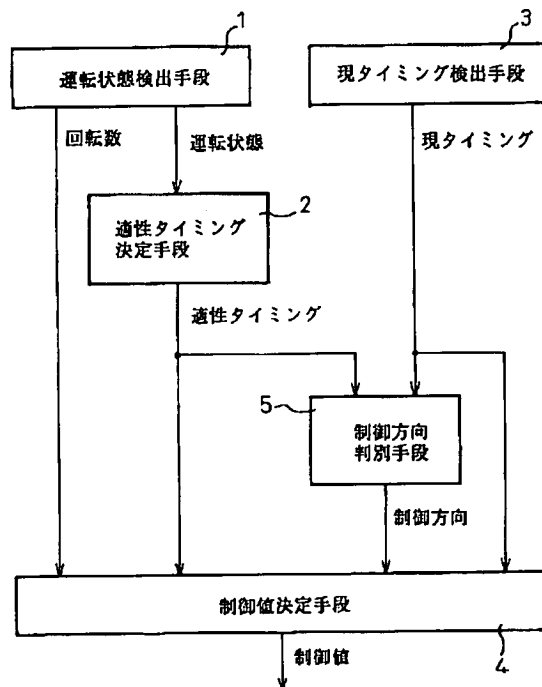 1
3
運転状態検出手段
現タイミング検出手段
回転数
運転状態
現タイミング
2
適性タイミング
決定手段
適性タイミング
5
制御方向
判別手段
制御方向
制御値決定手段
4
制御値